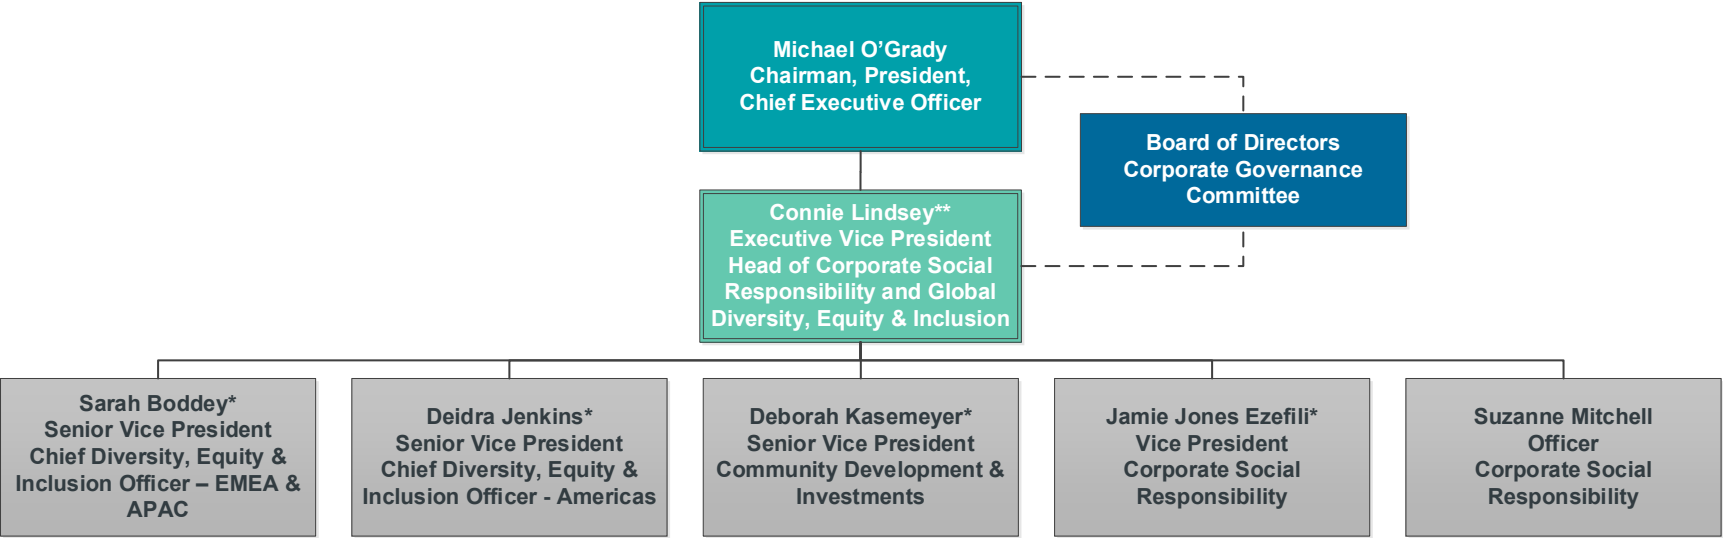 Michael O’Grady
Chairman, President,
Chief Executive Officer
Board of Directors
Corporate Governance
Committee
Connie Lindsey**
Executive Vice President
Head of Corporate Social
Responsibility and Global
Diversity, Equity & Inclusion
Sarah Boddey*
Senior Vice President
Chief Diversity, Equity &
Inclusion Officer – EMEA &
APAC
Deidra Jenkins*
Senior Vice President
Chief Diversity, Equity &
Inclusion Officer - Americas
Deborah Kasemeyer*
Senior Vice President
Community Development &
Investments
Jamie Jones Ezefili*
Vice President
Corporate Social
Responsibility
Suzanne Mitchell
Officer
Corporate Social
Responsibility